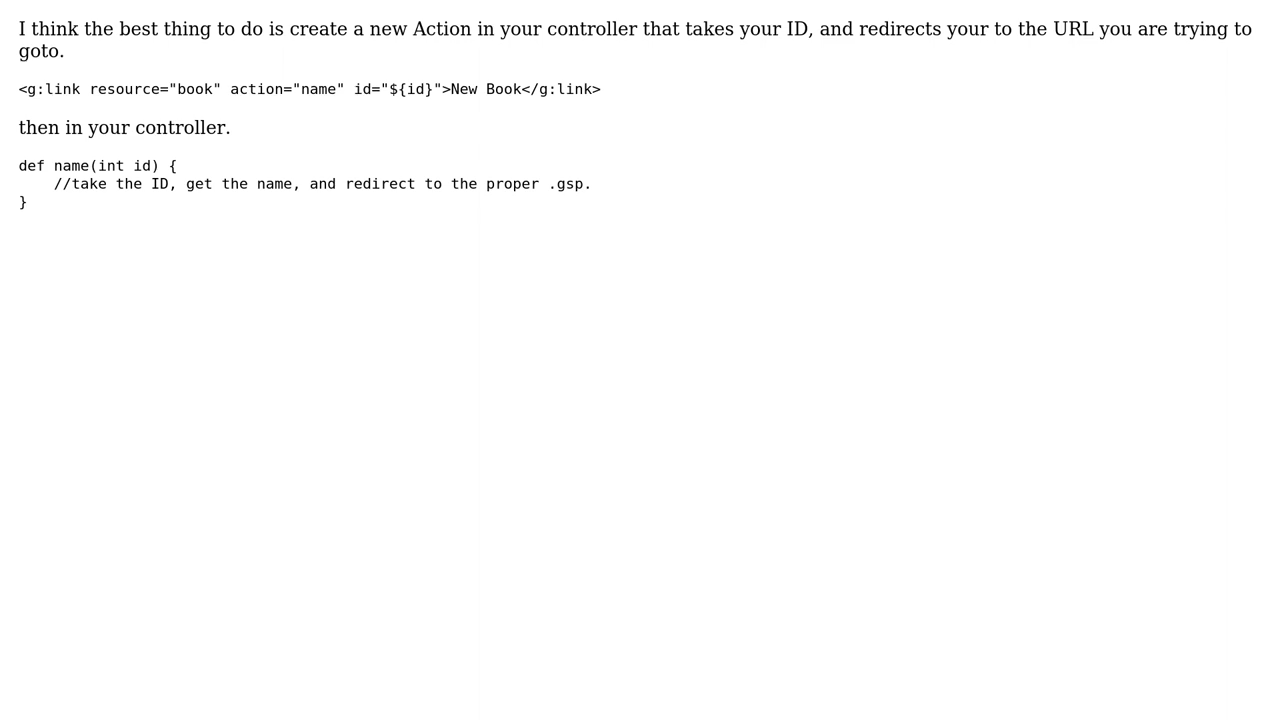 I think the best thing to do is create a new Action in your controller that takes your ID, and redirects your to the URL you are trying to
goto.
<g:link resource="book" action="name" id="${id}">New Book</g:link>
then in your controller.
def name(int id) {
    //take the ID, get the name, and redirect to the proper .gsp.
}